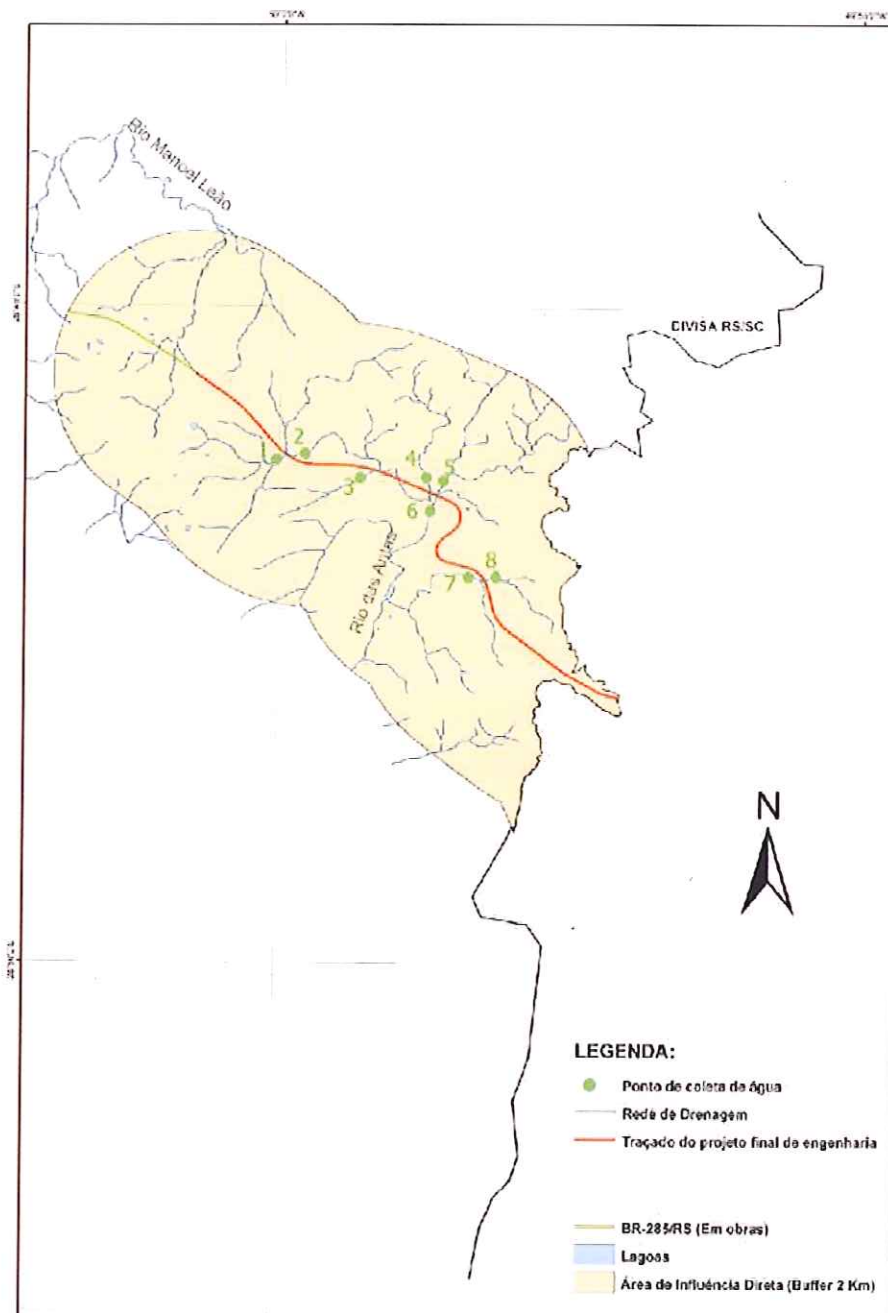 Rio Manoel Leão
DIVISA RS/SC
1
2
3
4
5
6
7
8
Rio das Antas
N
LEGENDA:
Ponto de coleta de água
Rede de Drenagem
Traçado do projeto final de engenharia
BR-285/RS (Em obras)
Lagoas
Área de Influência Direta (Buffer 2 Km)